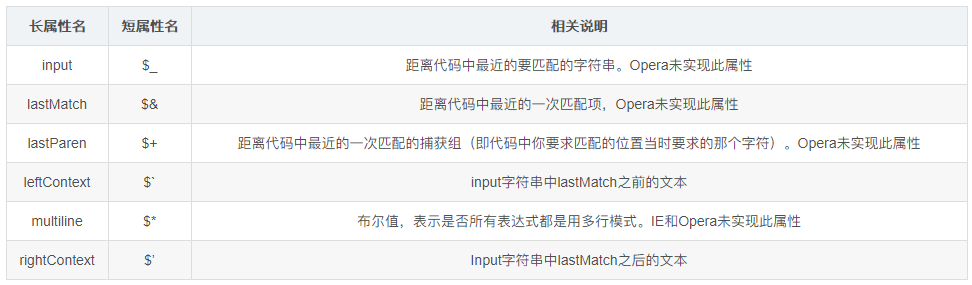 长属性名 短属性名 相关说明
input $_ 距离代码中最近的要匹配的字符串。Opera未实现此属性
lastMatch $& 距离代码中最近的一次匹配项，Opera未实现此属性
lastParen $+ 距离代码中最近的一次匹配的捕获组（即代码中你要求匹配的位置当时要求的那个字符）。Opera未实现此属性
leftContext $` input字符串中lastMatch之前的文本
multiline $* 布尔值，表示是否所有表达式都是用多行模式。IE和Opera未实现此属性
rightContext $' Input字符串中lastMatch之后的文本